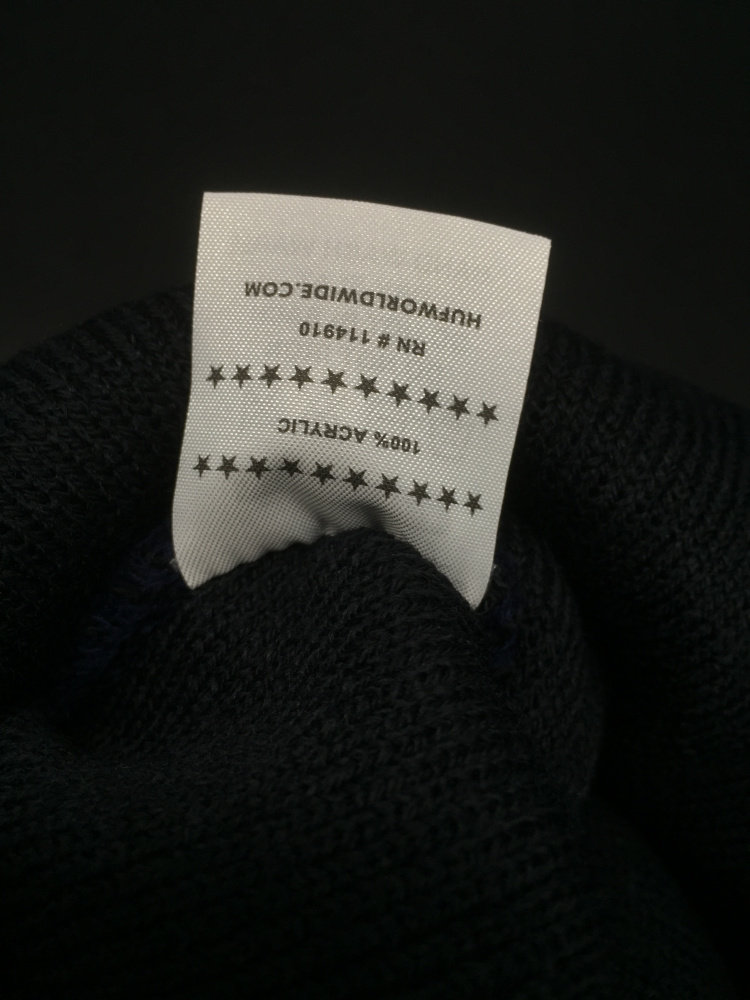 ★★★★★★★★★★
100% ACRYLIC
★★★★★★★★★★
RN # 114910
HUFWORLDWIDE.COM